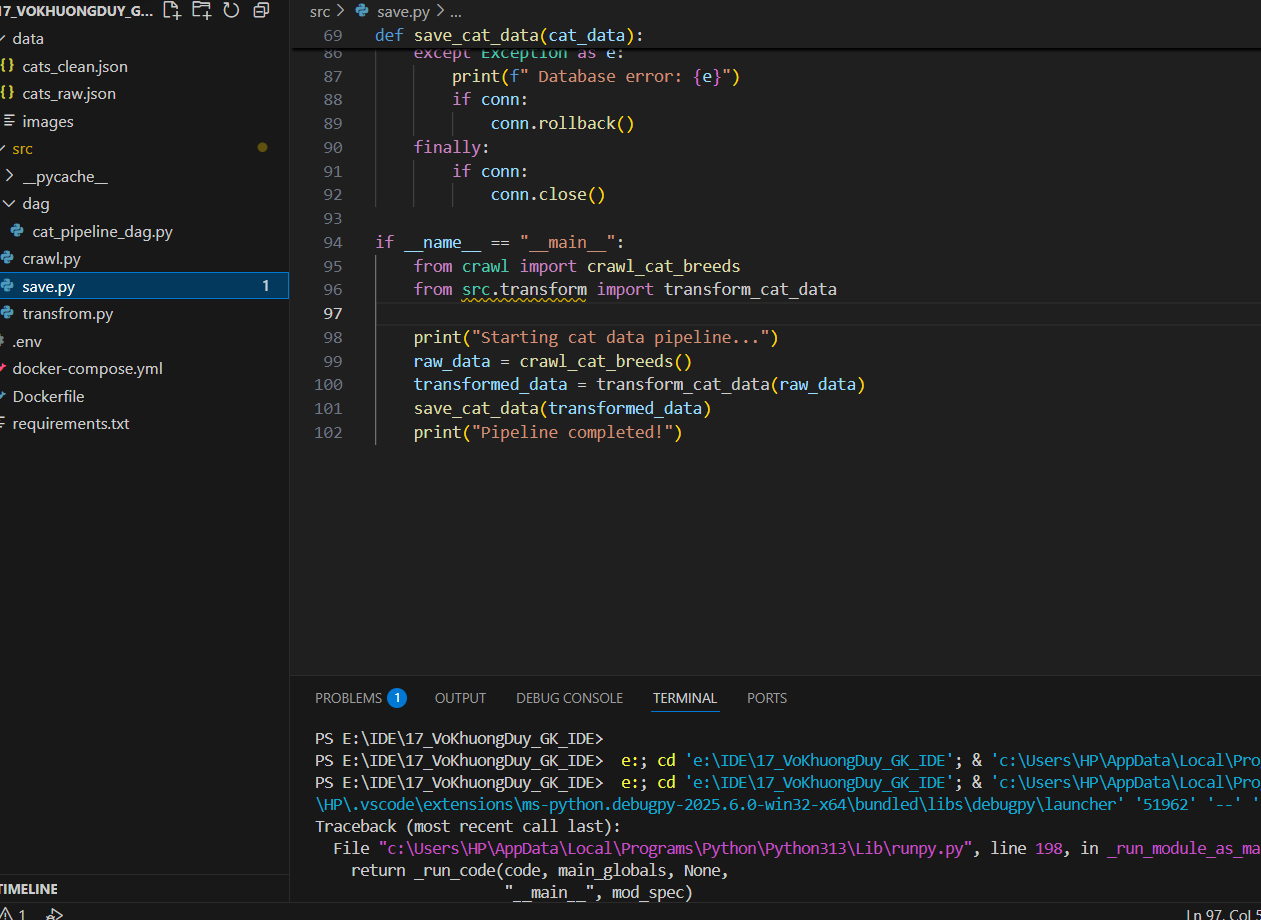 17_VOKHUONGDUY_G...
data
cats_clean.json
cats_raw.json
images
src
__pycache__
dag
cat_pipeline_dag.py
crawl.py
save.py 1
transfrom.py
.env
docker-compose.yml
Dockerfile
requirements.txt
TIMELINE
1
src > save.py > ...
69 def save_cat_data(cat_data):
86 except Exception as e:
87 print(f" Database error: {e}")
88 if conn:
89 conn.rollback()
90 finally:
91 if conn:
92 conn.close()
93
94 if __name__ == "__main__":
95 from crawl import crawl_cat_breeds
96 from src.transform import transform_cat_data
97
98 print("Starting cat data pipeline...")
99 raw_data = crawl_cat_breeds()
100 transformed_data = transform_cat_data(raw_data)
101 save_cat_data(transformed_data)
102 print("Pipeline completed!")
PROBLEMS 1 OUTPUT DEBUG CONSOLE TERMINAL PORTS
PS E:\IDE\17_VoKhuongDuy_GK_IDE>
PS E:\IDE\17_VoKhuongDuy_GK_IDE> e:; cd 'e:\IDE\17_VoKhuongDuy_GK_IDE'; & 'c:\Users\HP\AppData\Local\Pro
PS E:\IDE\17_VoKhuongDuy_GK_IDE> e:; cd 'e:\IDE\17_VoKhuongDuy_GK_IDE'; & 'c:\Users\HP\AppData\Local\Pro
\HP\.vscode\extensions\ms-python.debugpy-2025.6.0-win32-x64\bundled\libs\debugpy\launcher' '51962' '--' '
Traceback (most recent call last):
File "c:\Users\HP\AppData\Local\Programs\Python\Python313\Lib\runpy.py", line 198, in _run_module_as_ma
return _run_code(code, main_globals, None,
"__main__", mod_spec)
Ln 97, Col 5